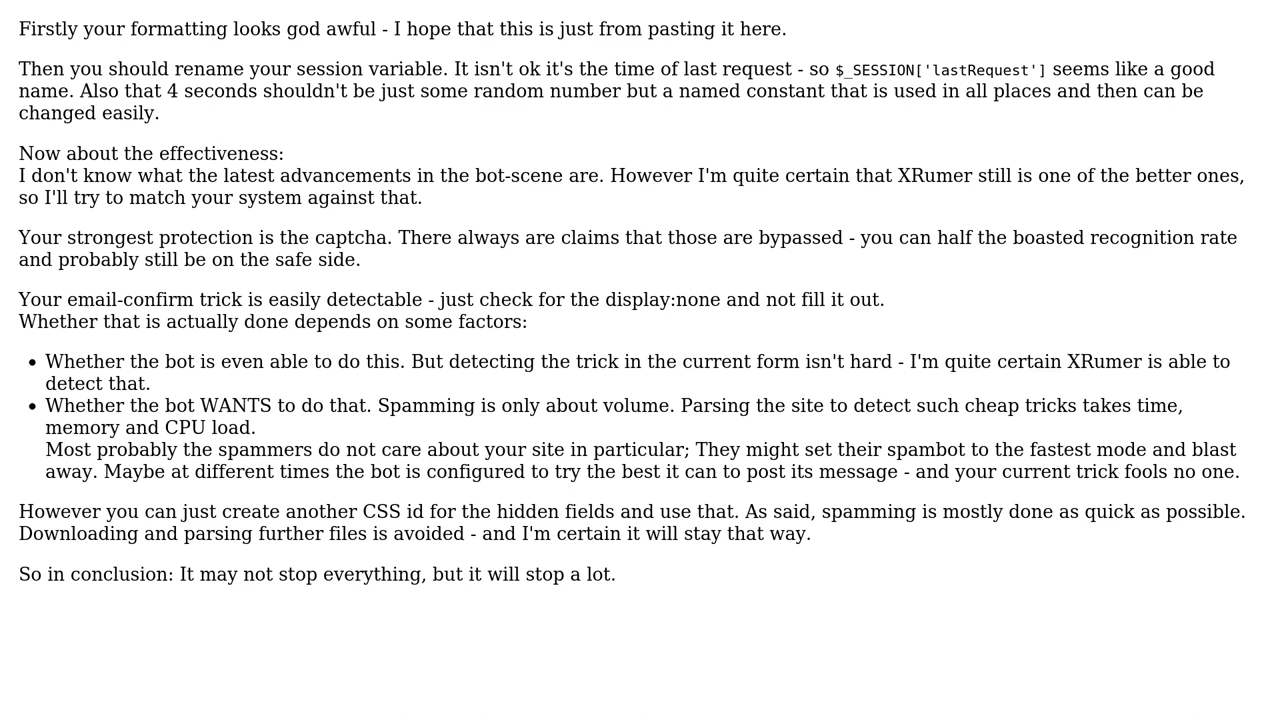 Firstly your formatting looks god awful - I hope that this is just from pasting it here.
Then you should rename your session variable. It isn't ok it's the time of last request - so $_SESSION['lastRequest'] seems like a good
name. Also that 4 seconds shouldn't be just some random number but a named constant that is used in all places and then can be
changed easily.
Now about the effectiveness:
I don't know what the latest advancements in the bot-scene are. However I'm quite certain that XRumer still is one of the better ones,
so I'll try to match your system against that.
Your strongest protection is the captcha. There always are claims that those are bypassed - you can half the boasted recognition rate
and probably still be on the safe side.
Your email-confirm trick is easily detectable - just check for the display:none and not fill it out.
Whether that is actually done depends on some factors:
• Whether the bot is even able to do this. But detecting the trick in the current form isn't hard - I'm quite certain XRumer is able to
detect that.
• Whether the bot WANTS to do that. Spamming is only about volume. Parsing the site to detect such cheap tricks takes time,
memory and CPU load.
Most probably the spammers do not care about your site in particular; They might set their spambot to the fastest mode and blast
away. Maybe at different times the bot is configured to try the best it can to post its message - and your current trick fools no one.
However you can just create another CSS id for the hidden fields and use that. As said, spamming is mostly done as quick as possible.
Downloading and parsing further files is avoided - and I'm certain it will stay that way.
So in conclusion: It may not stop everything, but it will stop a lot.